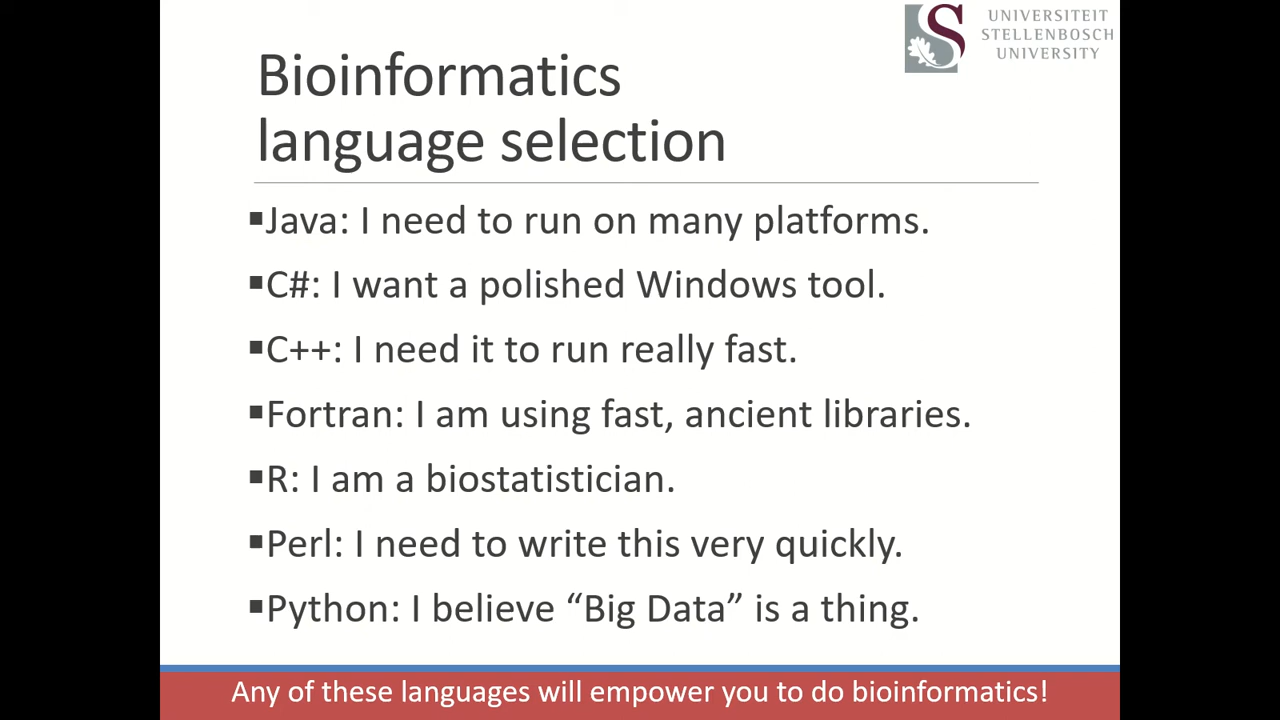 UNIVERSITEIT
STELLENBOSCH
UNIVERSITY
Bioinformatics
language selection
▪Java: I need to run on many platforms.
▪C#: I want a polished Windows tool.
▪C++: I need it to run really fast.
▪Fortran: I am using fast, ancient libraries.
▪R: I am a biostatistician.
▪Perl: I need to write this very quickly.
▪Python: I believe “Big Data” is a thing.
Any of these languages will empower you to do bioinformatics!